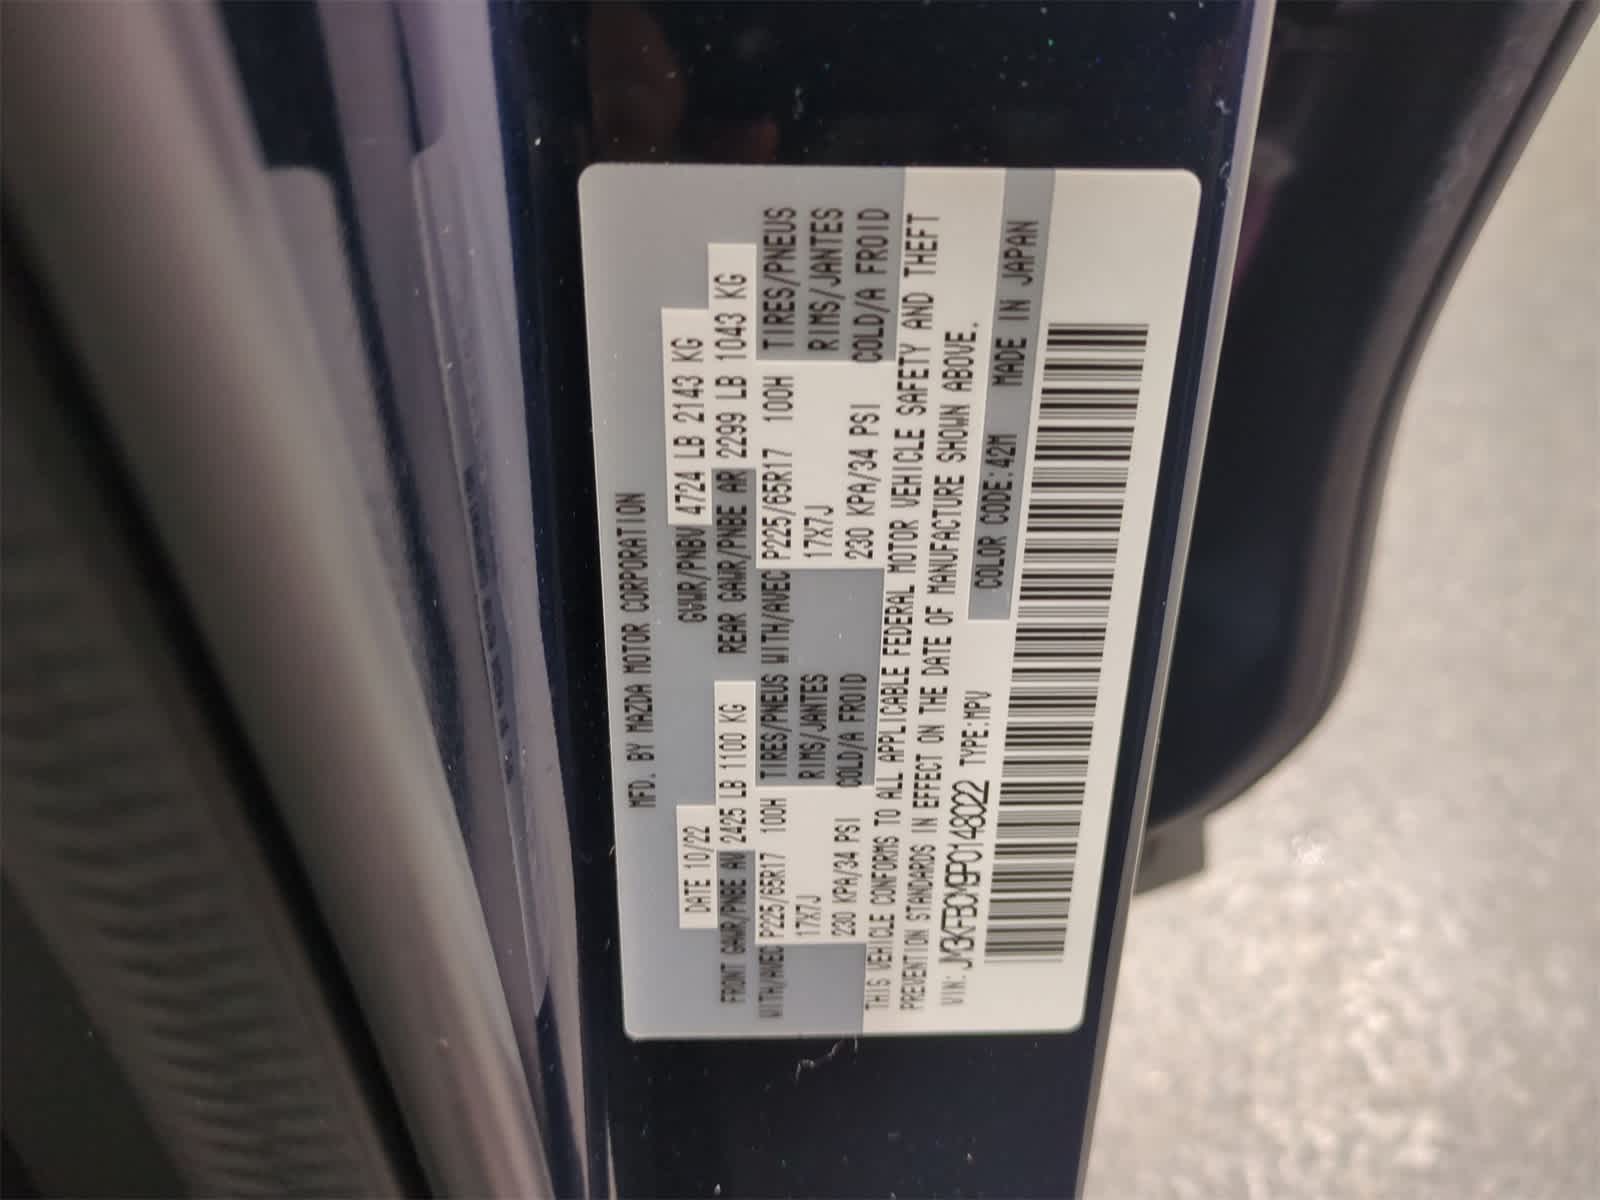 MFD. BY MAZDA MOTOR CORPORATION
DATE 10/22 GVWR/PNBV 4724 LB 2143 KG
FRONT GAWR/PNBE AV 2425 LB 1100 KG REAR GAWR/PNBE AR 2299 LB 1043 KG
WITH/AVEC P225/65R17 100H TIRES/PNEUS WITH/AVEC P225/65R17 100H TIRES/PNEUS
17X7J RIMS/JANTES 17X7J RIMS/JANTES
230 KPA/34 PSI COLD/A FROID 230 KPA/34 PSI COLD/A FROID
THIS VEHICLE CONFORMS TO ALL APPLICABLE FEDERAL MOTOR VEHICLE SAFETY AND THEFT
PREVENTION STANDARDS IN EFFECT ON THE DATE OF MANUFACTURE SHOWN ABOVE.
VIN: JM3KFBCM9P0148022 TYPE:MPV COLOR CODE:42M MADE IN JAPAN